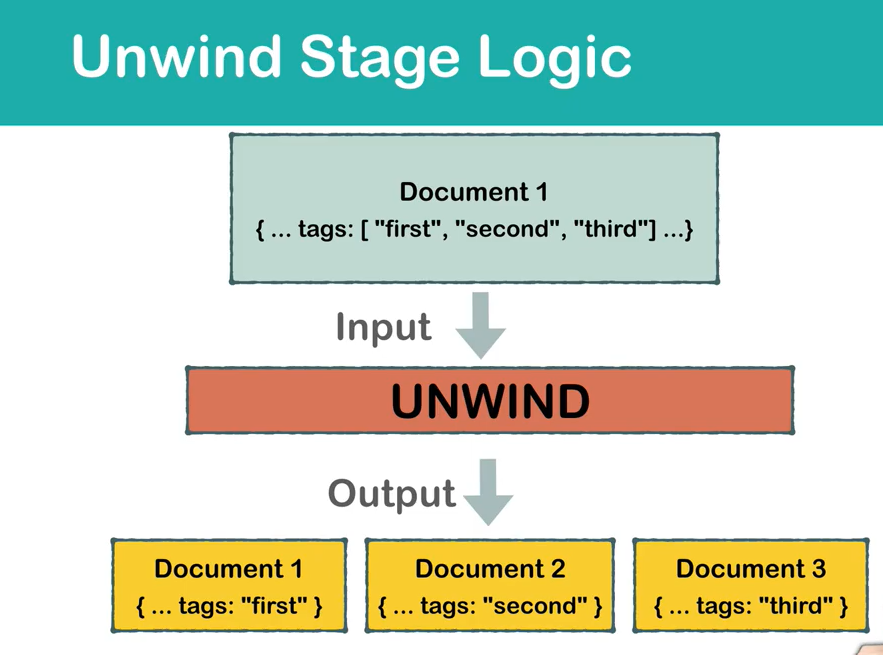 Unwind Stage Logic
Document 1
{ ... tags: [ "first", "second", "third"] ...}
Input
UNWIND
Output
Document 1
{ ... tags: "first" }
Document 2
{ ... tags: "second" }
Document 3
{ ... tags: "third" }